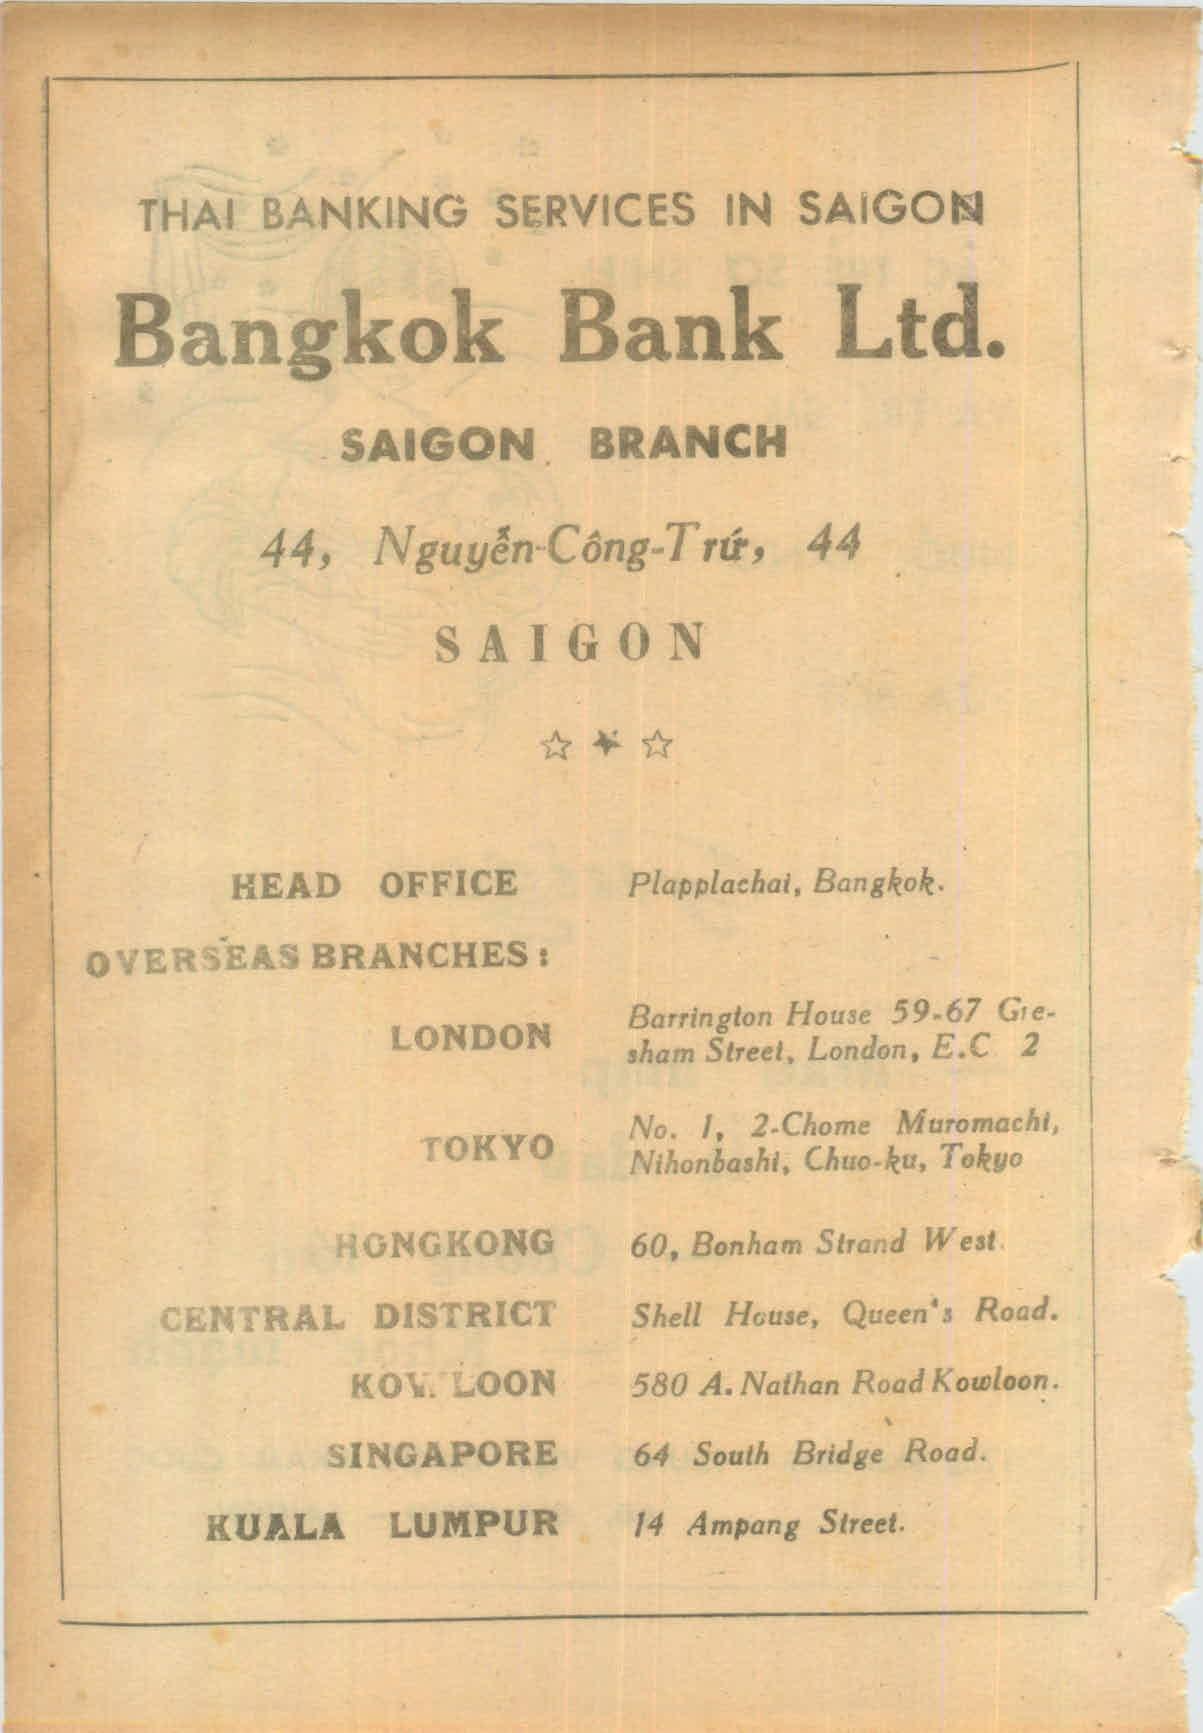 THAI BANKING SERVICES IN SAIGON
Bangkok Bank Ltd.
SAIGON BRANCH
44, Nguyễn-Công-Trứ, 44
SAIGON
☆ ★ ☆
HEAD OFFICE Plapplachai, Bangkok.
OVERSEAS BRANCHES :
LONDON Barrington House 59-67 Gre-
sham Street, London, E.C 2
TOKYO No. 1, 2-Chome Muromachi,
Nihonbashi, Chuo-ku, Tokyo
HONGKONG 60, Bonham Strand West.
CENTRAL DISTRICT Shell House, Queen's Road.
KOWLOON 580 A. Nathan Road Kowloon.
SINGAPORE 64 South Bridge Road.
KUALA LUMPUR 14 Ampang Street.